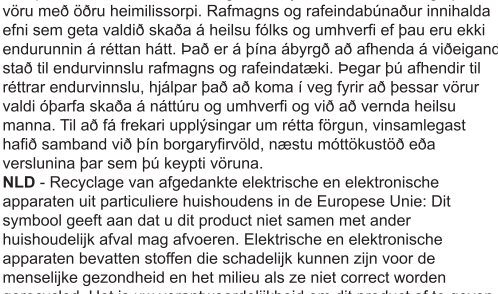 vöru með öðru heimilissorpi. Rafmagns og rafeindabúnaður innihalda
efni sem geta valdið skaða á heilsu fólks og umhverfi ef þau eru ekki
endurunnin á réttan hátt. Það er á þína ábyrgð að afhenda á viðeigand
stað til endurvinnslu rafmagns og rafeindatæki. Þegar þú afhendir til
réttrar endurvinnslu, hjálpar það að koma í veg fyrir að þessar vörur
valdi óþarfa skaða á náttúru og umhverfi og við að vernda heilsu
manna. Til að fá frekari upplýsingar um rétta förgun, vinsamlegast
hafið samband við þín borgaryfirvöld, næstu móttökustöð eða
verslunina þar sem þú keypti vöruna.
NLD - Recyclage van afgedankte elektrische en elektronische
apparaten uit particuliere huishoudens in de Europese Unie: Dit
symbool geeft aan dat u dit product niet samen met ander
huishoudelijk afval mag afvoeren. Elektrische en elektronische
apparaten bevatten stoffen die schadelijk kunnen zijn voor de
menselijke gezondheid en het milieu als ze niet correct worden